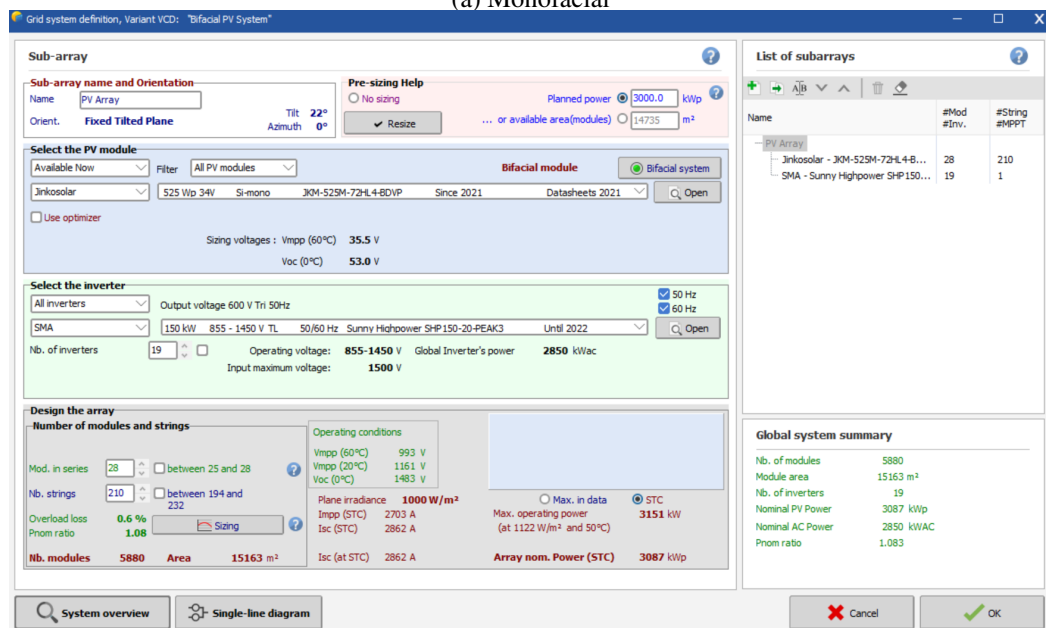 (a) Monofacial
Grid system definition, Variant VCD: "Bifacial PV System"
Sub-array
Sub-array name and Orientation
Name PV Array
Orient. Fixed Tilted Plane
Tilt 22°
Azimuth 0°
Pre-sizing Help
No sizing
Planned power 3000.0 kWp
Resize
... or available area(modules) 14735 m²
Select the PV module
Available Now Filter All PV modules Bifacial module Bifacial system
Jinkosolar 525 Wp 34V Si-mono JKM-525M-72HL4-BDVP Since 2021 Datasheets 2021 Open
Use optimizer
Sizing voltages : Vmpp (60°C) 35.5 V
Voc (0°C) 53.0 V
Select the inverter
All inverters Output voltage 600 V Tri 50Hz
50 Hz
60 Hz
SMA 150 kW 855 - 1450 V TL 50/60 Hz Sunny Highpower SHP150-20-PEAK3 Until 2022 Open
Nb. of inverters 19 Operating voltage: 855-1450 V Global Inverter's power 2850 kWac
Input maximum voltage: 1500 V
Design the array
Number of modules and strings
Mod. in series 28 between 25 and 28
Nb. strings 210 between 194 and
232
Overload loss 0.6 %
Pnom ratio 1.08
Sizing
Nb. modules 5880 Area 15163 m²
Operating conditions
Vmpp (60°C) 993 V
Vmpp (20°C) 1161 V
Voc (0°C) 1483 V
Plane irradiance 1000 W/m²
Impp (STC) 2703 A
Isc (STC) 2862 A
Isc (at STC) 2862 A
Max. in data STC
Max. operating power 3151 kW
(at 1122 W/m² and 50°C)
Array nom. Power (STC) 3087 kWp
List of subarrays
Name #Mod #String
#Inv. #MPPT
PV Array
Jinkosolar - JKM-525M-72HL4-B... 28 210
SMA - Sunny Highpower SHP150... 19 1
Global system summary
Nb. of modules 5880
Module area 15163 m²
Nb. of inverters 19
Nominal PV Power 3087 kWp
Nominal AC Power 2850 kWAC
Pnom ratio 1.083
System overview Single-line diagram Cancel OK